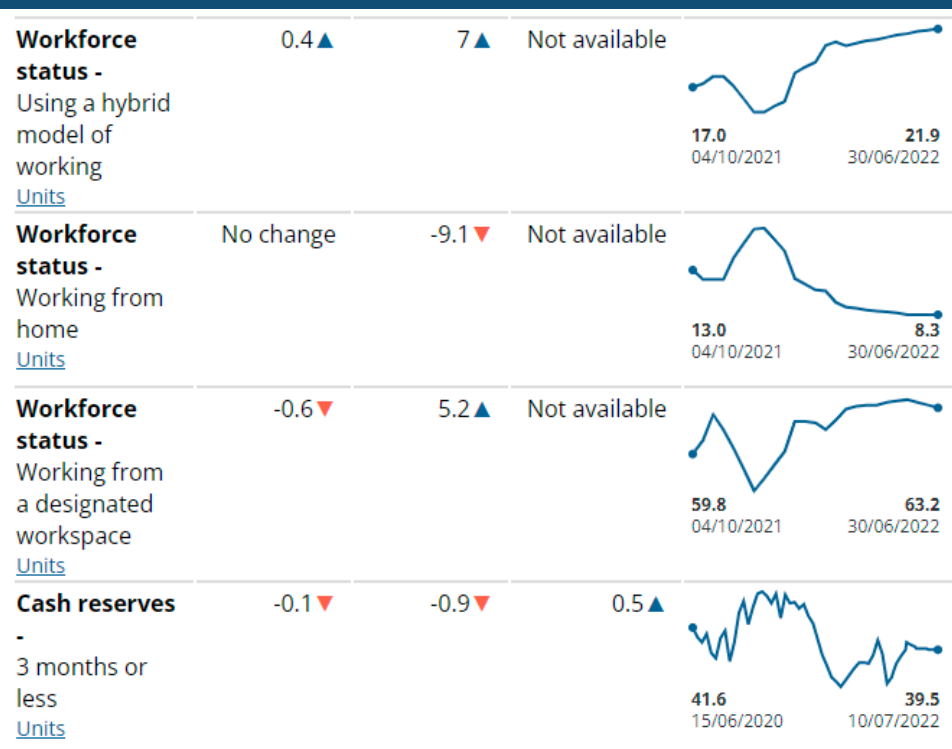 Workforce 0.4▲ 7▲ Not available
status -
Using a hybrid
model of
working
17.0 21.9
04/10/2021 30/06/2022
Units
Workforce No change -9.1▼ Not available
status -
Working from
home
13.0 8.3
04/10/2021 30/06/2022
Units
Workforce -0.6▼ 5.2▲ Not available
status -
Working from
a designated
workspace
59.8 63.2
04/10/2021 30/06/2022
Units
Cash reserves -0.1▼ -0.9▼ 0.5▲
-
3 months or
less
41.6 39.5
15/06/2020 10/07/2022
Units